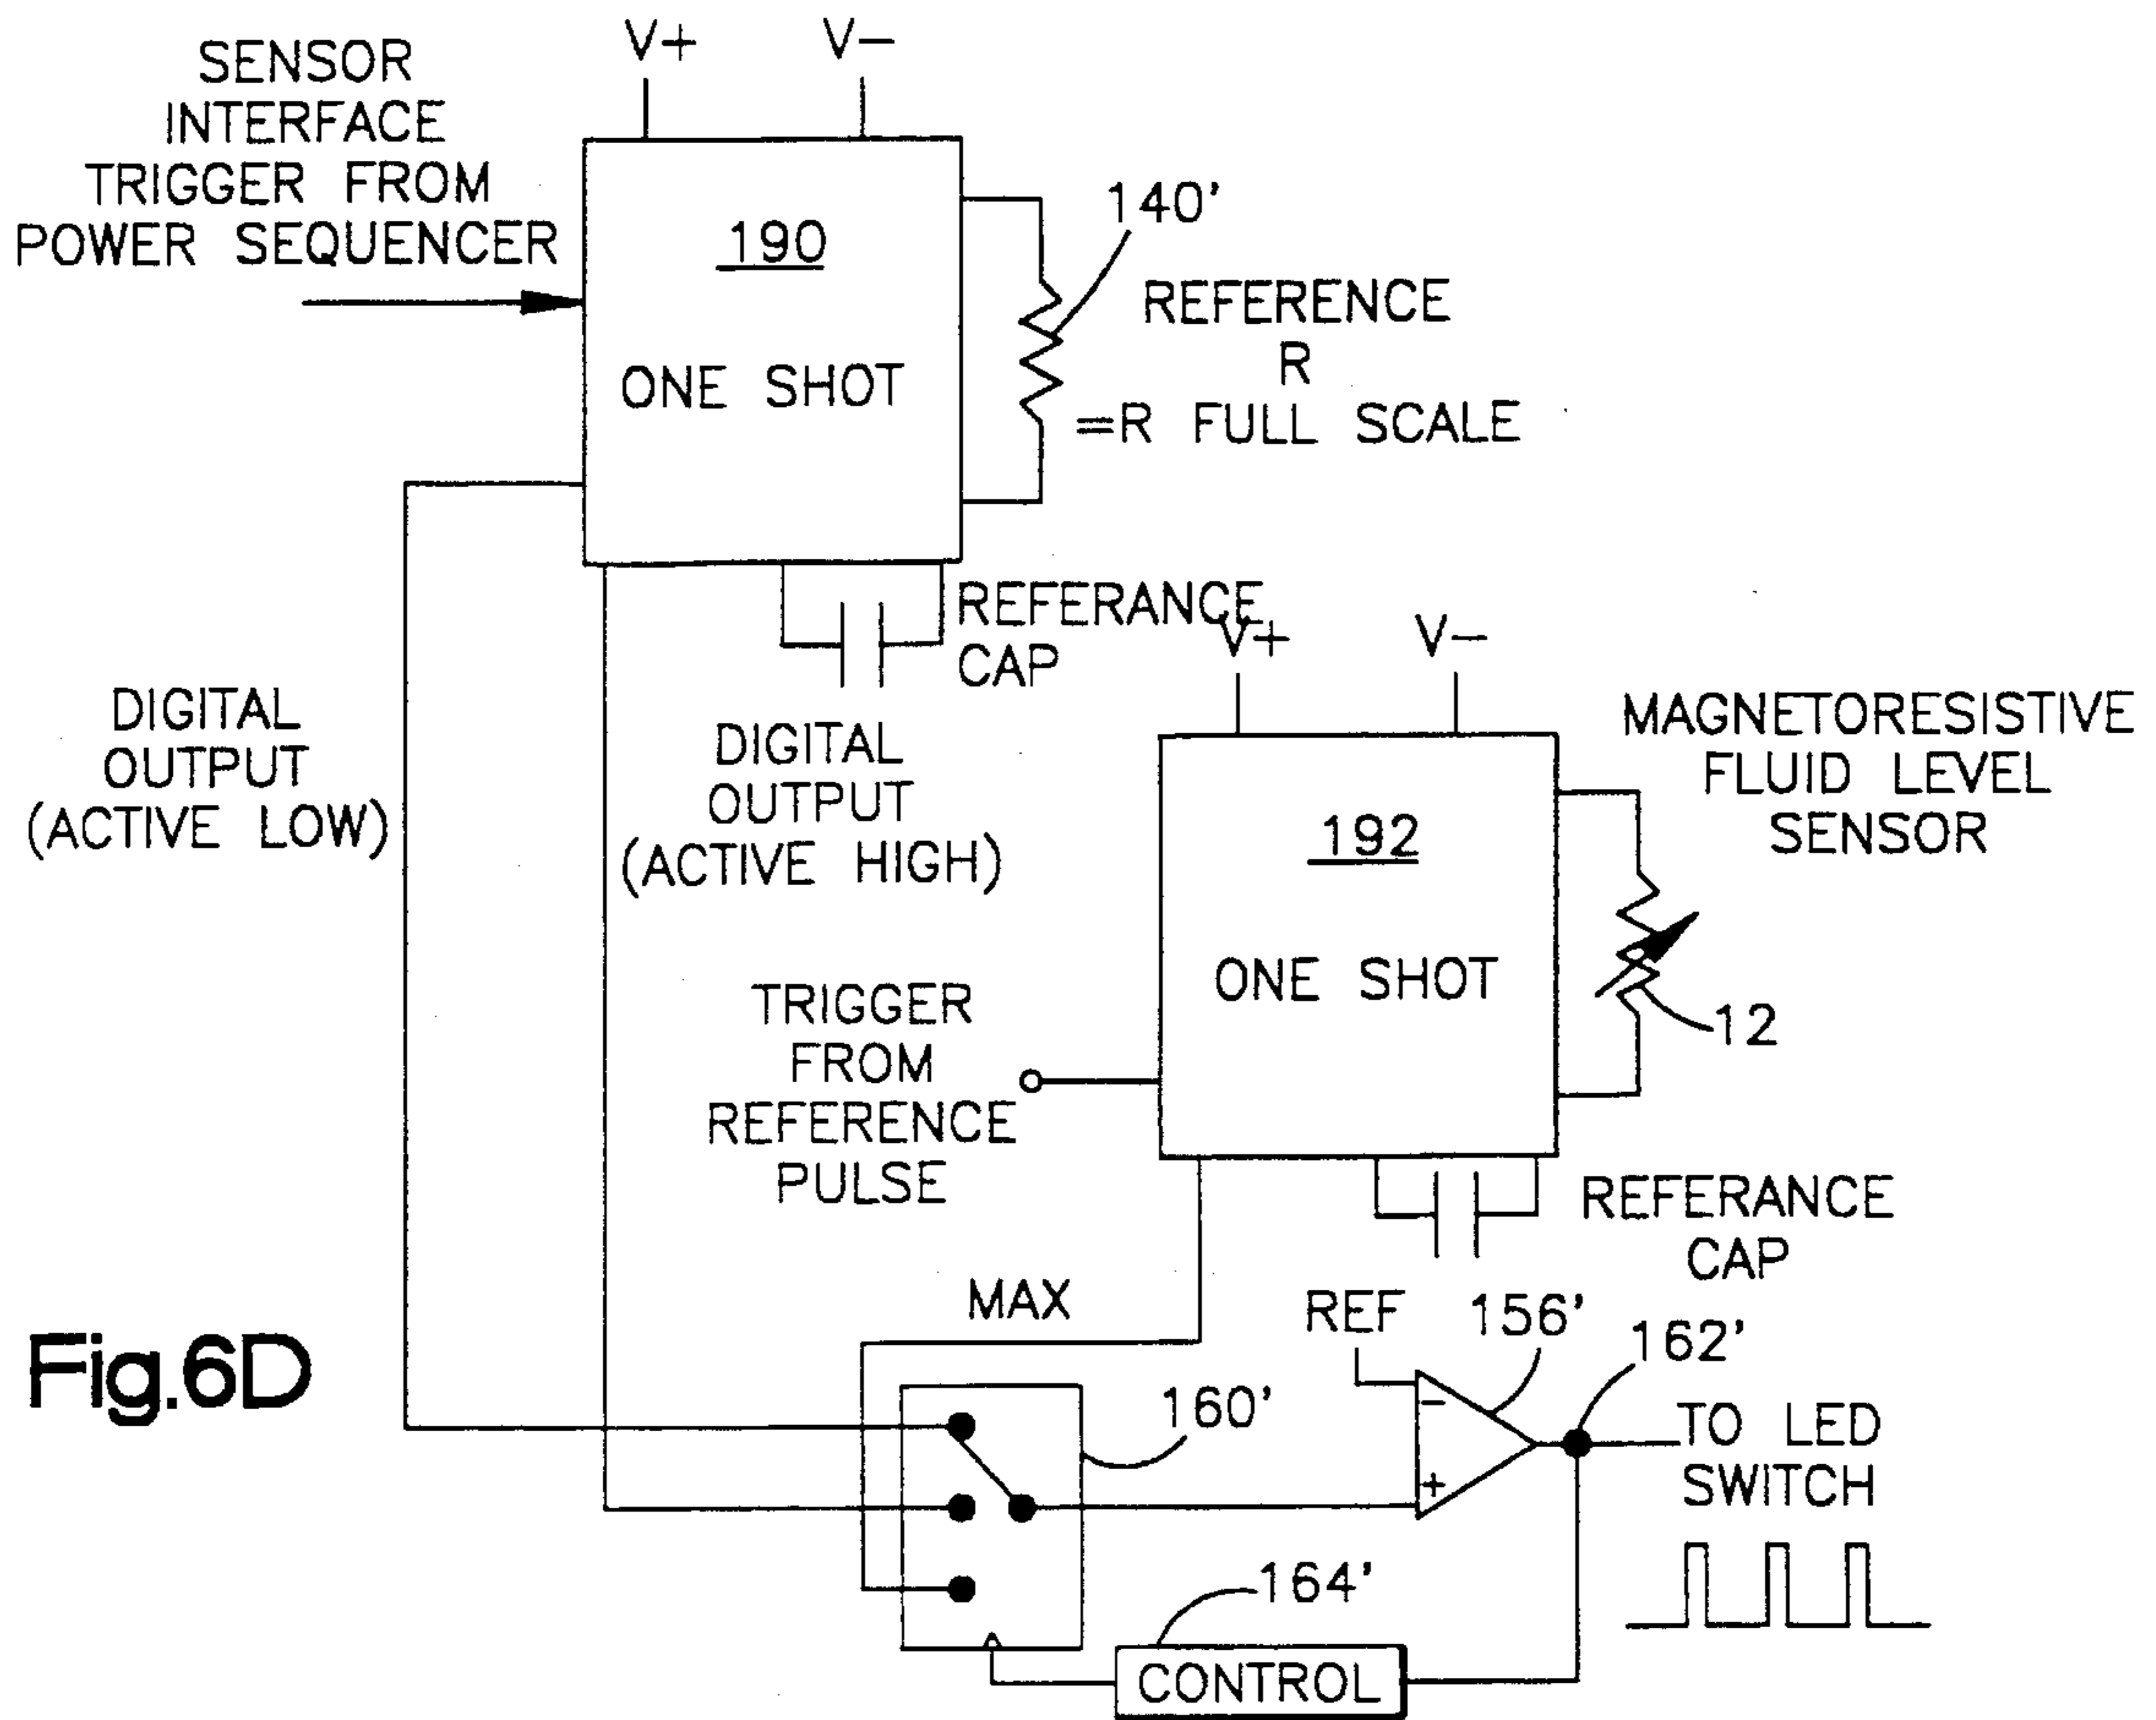 V+
V−
SENSOR
INTERFACE
TRIGGER FROM
POWER SEQUENCER
190
ONE SHOT
140'
REFERENCE
R
=R FULL SCALE
REFERANCE
CAP
V+
V−
DIGITAL
OUTPUT
(ACTIVE LOW)
DIGITAL
OUTPUT
(ACTIVE HIGH)
MAGNETORESISTIVE
FLUID LEVEL
SENSOR
192
ONE SHOT
12
TRIGGER
FROM
REFERENCE
PULSE
REFERANCE
CAP
MAX
REF
156'
162'
Fig.6D
160'
−
+
TO LED
SWITCH
164'
CONTROL